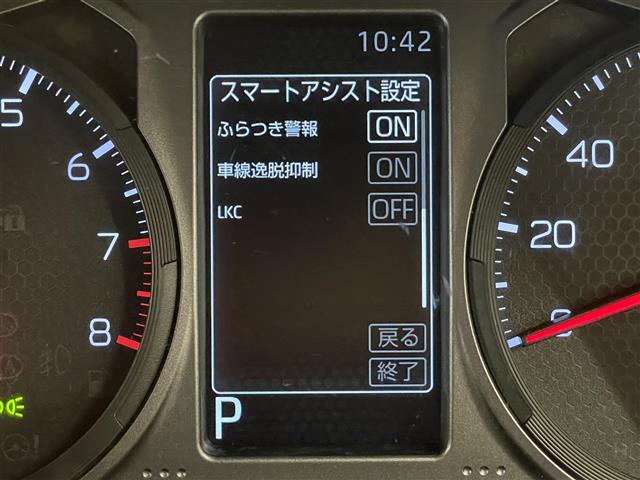 10:42
スマートアシスト設定
ふらつき警報 ON
車線逸脱抑制 ON
LKC OFF
戻る
終了
P
5
6
7
8
40
20
0